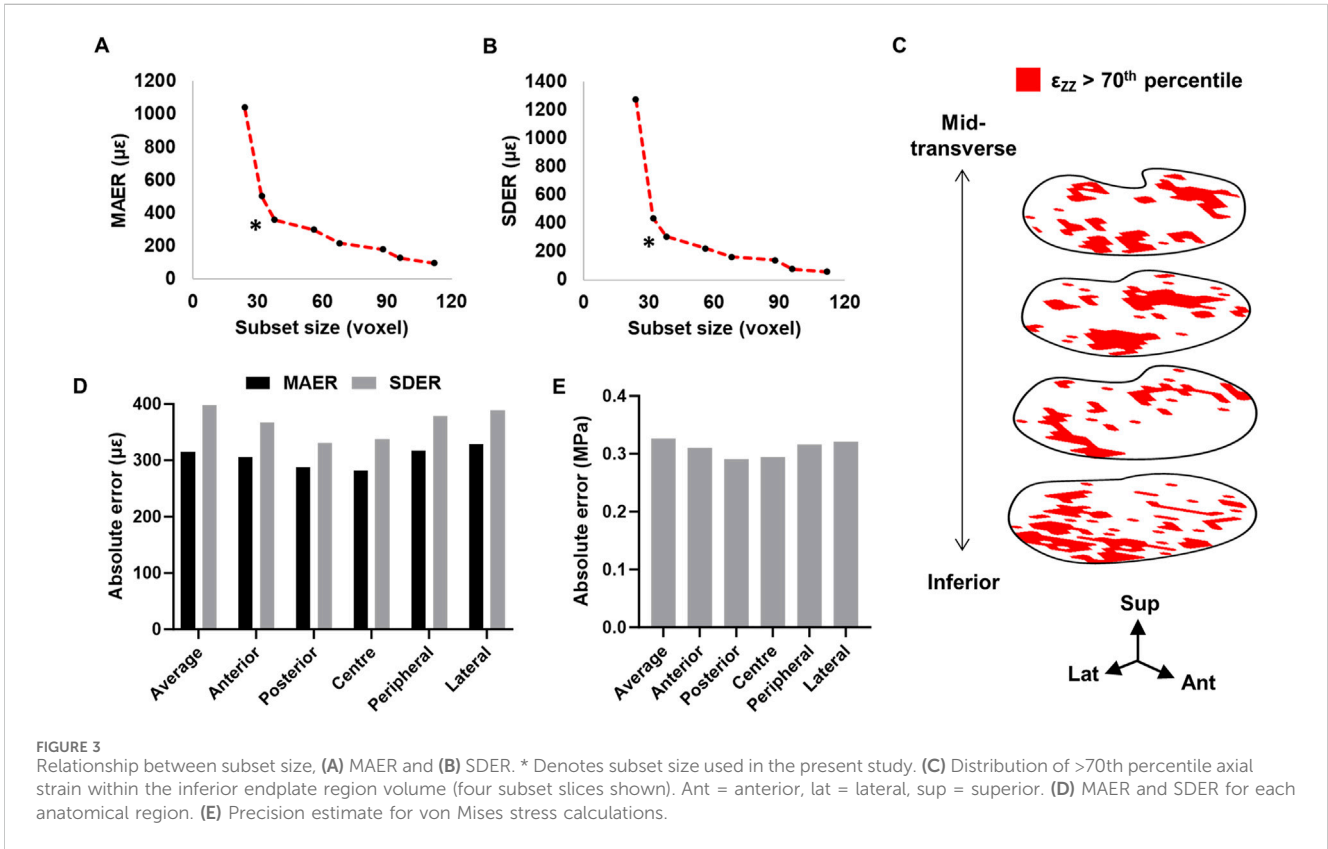 A
MAER (µε)
1200
1000
800
600
400
200
0
*
0 30 60 90 120
Subset size (voxel)
B
SDER (µε)
1400
1200
1000
800
600
400
200
0
*
0 30 60 90 120
Subset size (voxel)
C
εZZ > 70th percentile
Mid-
transverse
Inferior
Sup
Lat
Ant
D
MAER SDER
Absolute error (µε)
400
300
200
100
0
Average
Anterior
Posterior
Centre
Peripheral
Lateral
E
Absolute error (MPa)
0.4
0.3
0.2
0.1
0.0
Average
Anterior
Posterior
Centre
Peripheral
Lateral
FIGURE 3
Relationship between subset size, (A) MAER and (B) SDER. * Denotes subset size used in the present study. (C) Distribution of >70th percentile axial
strain within the inferior endplate region volume (four subset slices shown). Ant = anterior, lat = lateral, sup = superior. (D) MAER and SDER for each
anatomical region. (E) Precision estimate for von Mises stress calculations.